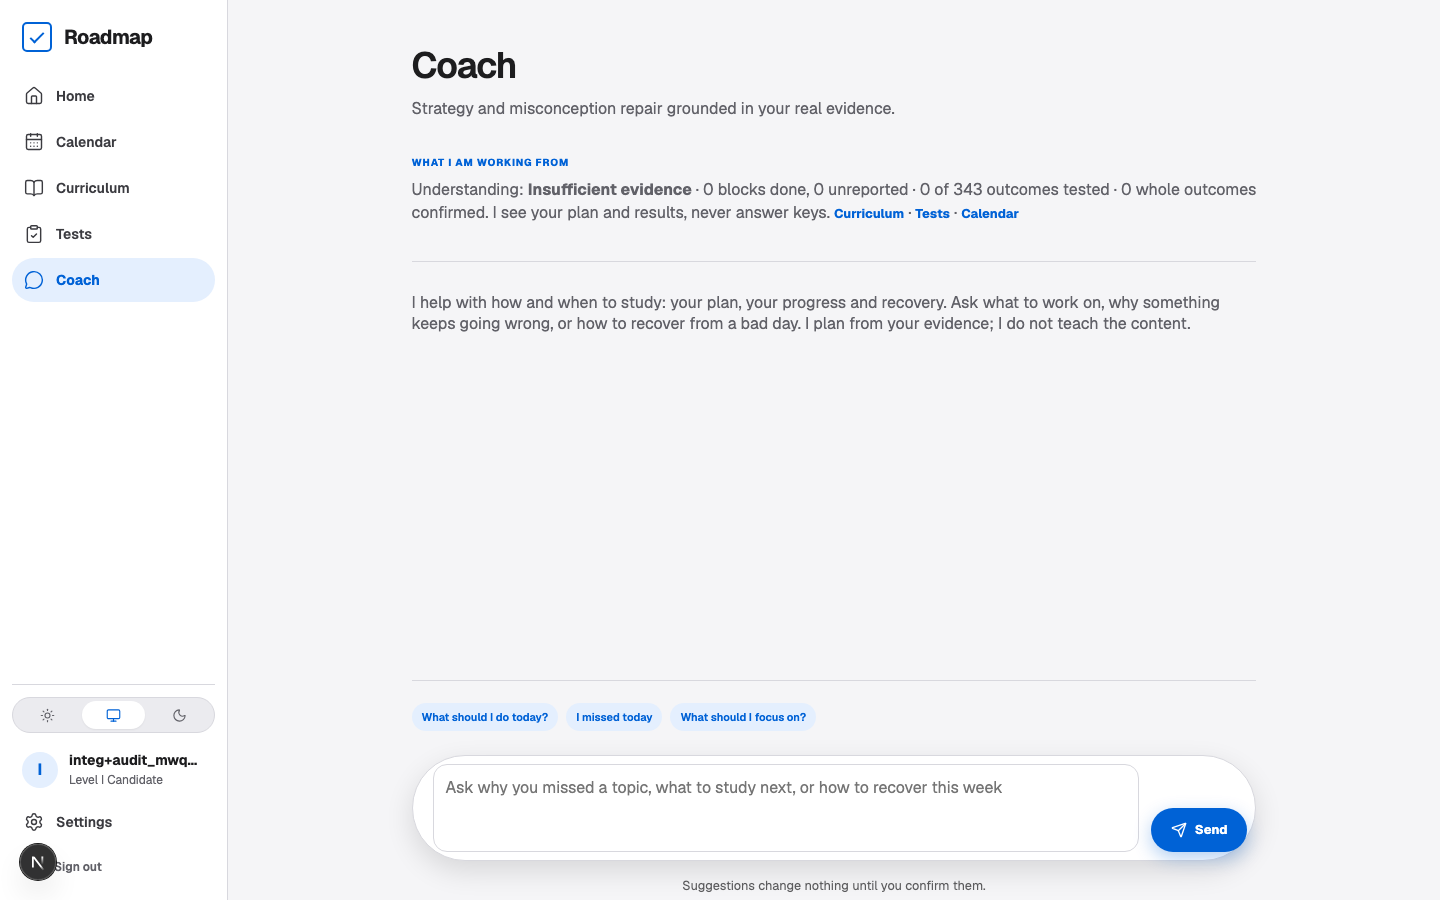 Roadmap
Home
Calendar
Curriculum
Tests
Coach
integ+audit_mwq...
Level I Candidate
I
Settings
N
Sign out
Coach
Strategy and misconception repair grounded in your real evidence.
WHAT I AM WORKING FROM
Understanding: Insufficient evidence · 0 blocks done, 0 unreported · 0 of 343 outcomes tested · 0 whole outcomes
confirmed. I see your plan and results, never answer keys. Curriculum · Tests · Calendar
I help with how and when to study: your plan, your progress and recovery. Ask what to work on, why something
keeps going wrong, or how to recover from a bad day. I plan from your evidence; I do not teach the content.
What should I do today? I missed today What should I focus on?
Ask why you missed a topic, what to study next, or how to recover this week
Send
Suggestions change nothing until you confirm them.